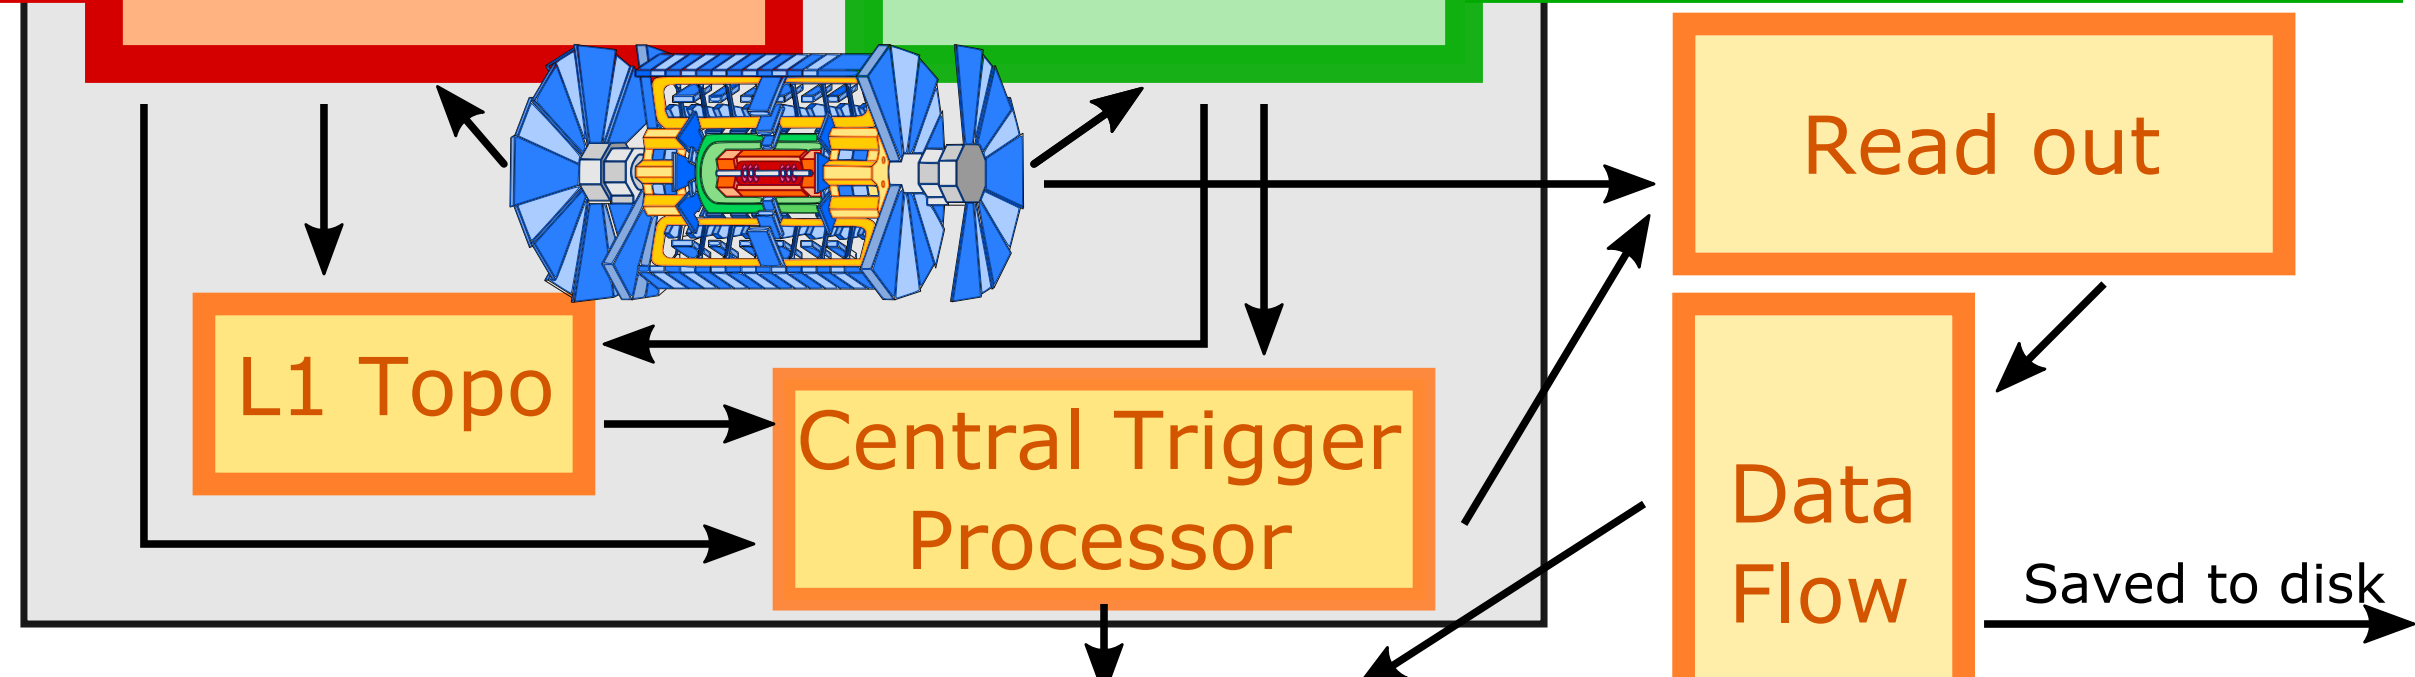 Read out
L1 Topo
Central Trigger
Processor
Data
Flow
Saved to disk